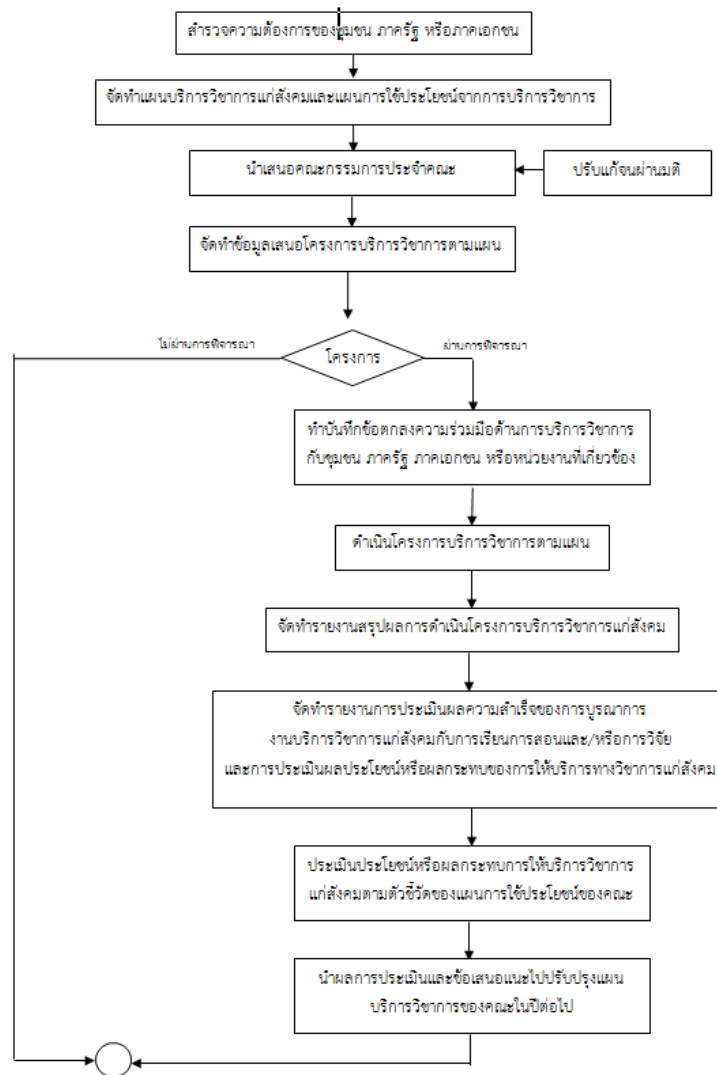 สำรวจความต้องการของชุมชน ภาครัฐ หรือภาคเอกชน
จัดทำแผนบริการวิชาการแก่สังคมและแผนการใช้ประโยชน์จากการบริการวิชาการ
นำเสนอคณะกรรมการประจำคณะ
ปรับแก้จนผ่านมติ
จัดทำข้อมูลเสนอโครงการบริการวิชาการตามแผน
ไม่ผ่านการพิจารณา
โครงการ
ผ่านการพิจารณา
ทำบันทึกข้อตกลงความร่วมมือด้านการบริการวิชาการ
กับชุมชน ภาครัฐ ภาคเอกชน หรือหน่วยงานที่เกี่ยวข้อง
ดำเนินโครงการบริการวิชาการตามแผน
จัดทำรายงานสรุปผลการดำเนินโครงการบริการวิชาการแก่สังคม
จัดทำรายงานการประเมินผลความสำเร็จของการบูรณาการ
งานบริการวิชาการแก่สังคมกับการเรียนการสอนและ/หรือการวิจัย
และการประเมินผลประโยชน์หรือผลกระทบของการให้บริการทางวิชาการแก่สังคม
ประเมินประโยชน์หรือผลกระทบการให้บริการวิชาการ
แก่สังคมตามตัวชี้วัดของแผนการใช้ประโยชน์ของคณะ
นำผลการประเมินและข้อเสนอแนะไปปรับปรุงแผน
บริการวิชาการของคณะในปีต่อไป